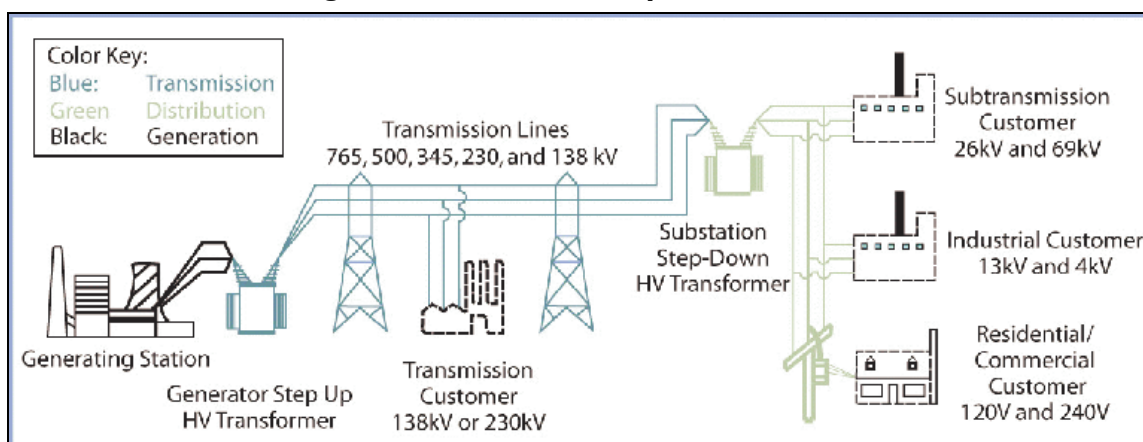 Color Key:
Blue: Transmission
Green Distribution
Black: Generation
Transmission Lines
765, 500, 345, 230, and 138 kV
Subtransmission
Customer
26kV and 69kV
Substation
Step-Down
HV Transformer
Industrial Customer
13kV and 4kV
Generating Station
Generator Step Up
HV Transformer
Transmission
Customer
138kV or 230kV
Residential/
Commercial
Customer
120V and 240V